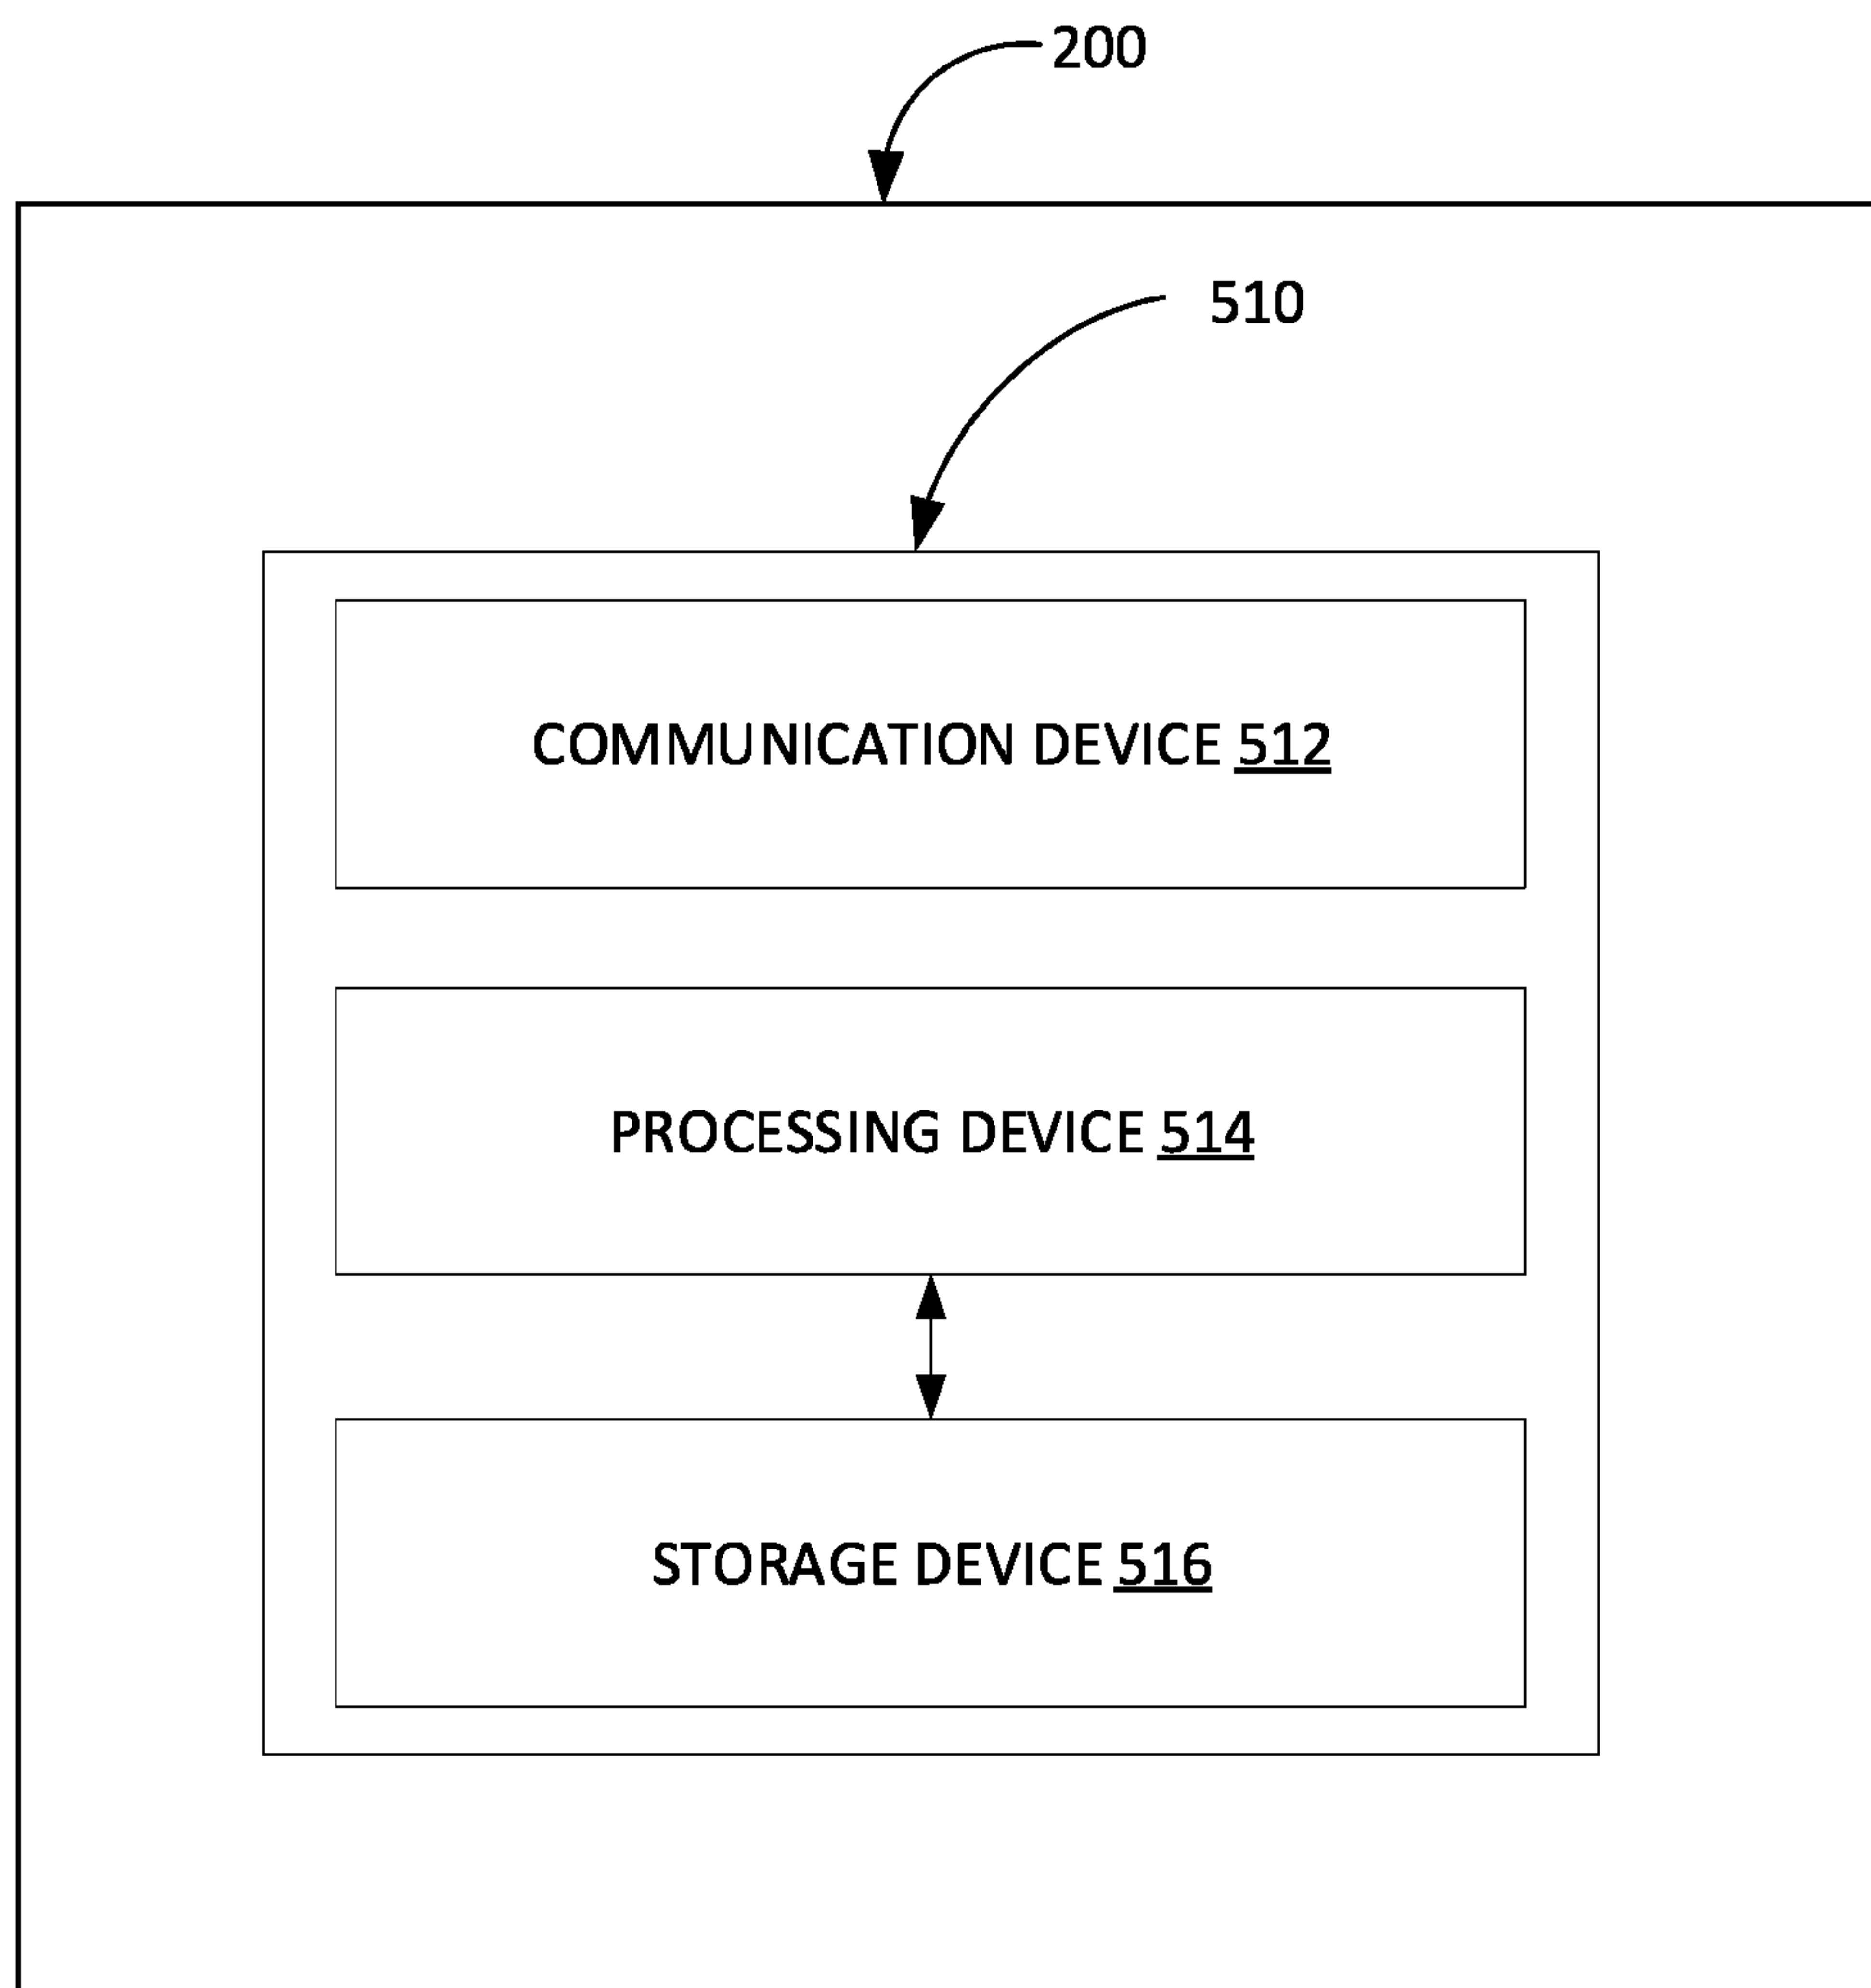 200
510
COMMUNICATION DEVICE 512
PROCESSING DEVICE 514
STORAGE DEVICE 516